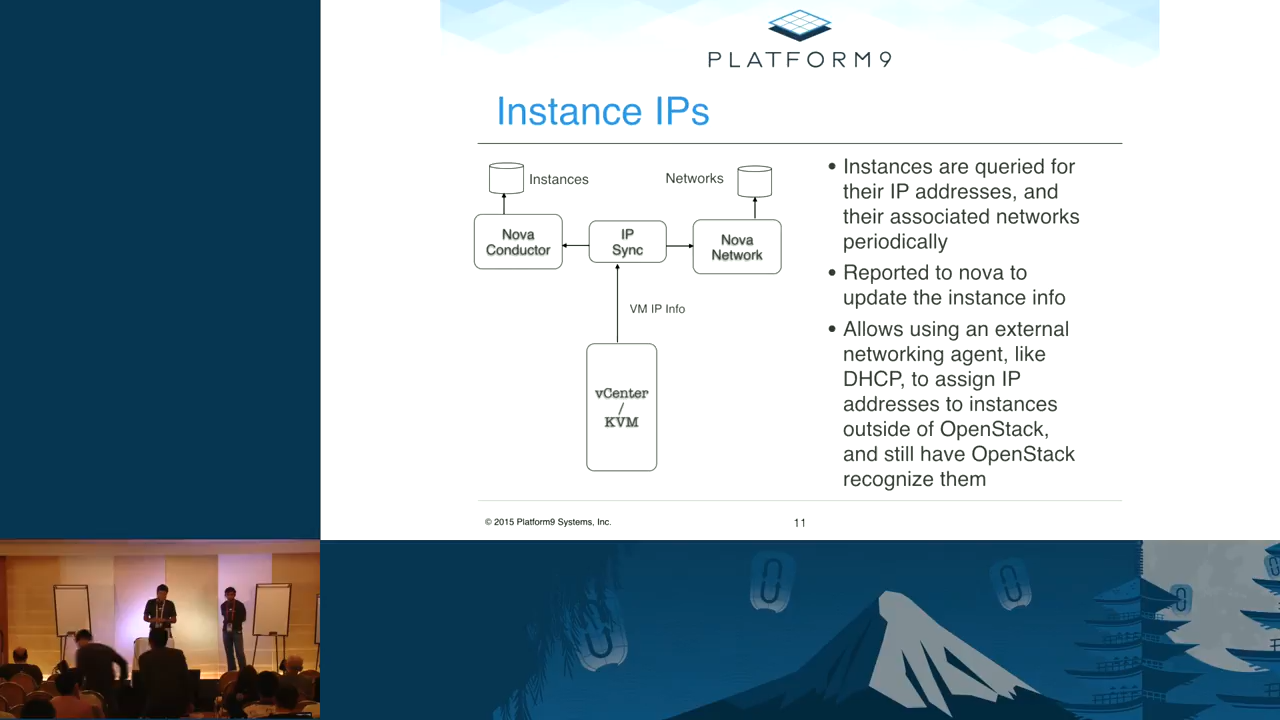 PLATFORM9
Instance IPs
Instances
Networks
Nova
Conductor
IP
Sync
Nova
Network
VM IP Info
vCenter
/
KVM
• Instances are queried for
their IP addresses, and
their associated networks
periodically
• Reported to nova to
update the instance info
• Allows using an external
networking agent, like
DHCP, to assign IP
addresses to instances
outside of OpenStack,
and still have OpenStack
recognize them
© 2015 Platform9 Systems, Inc.
11